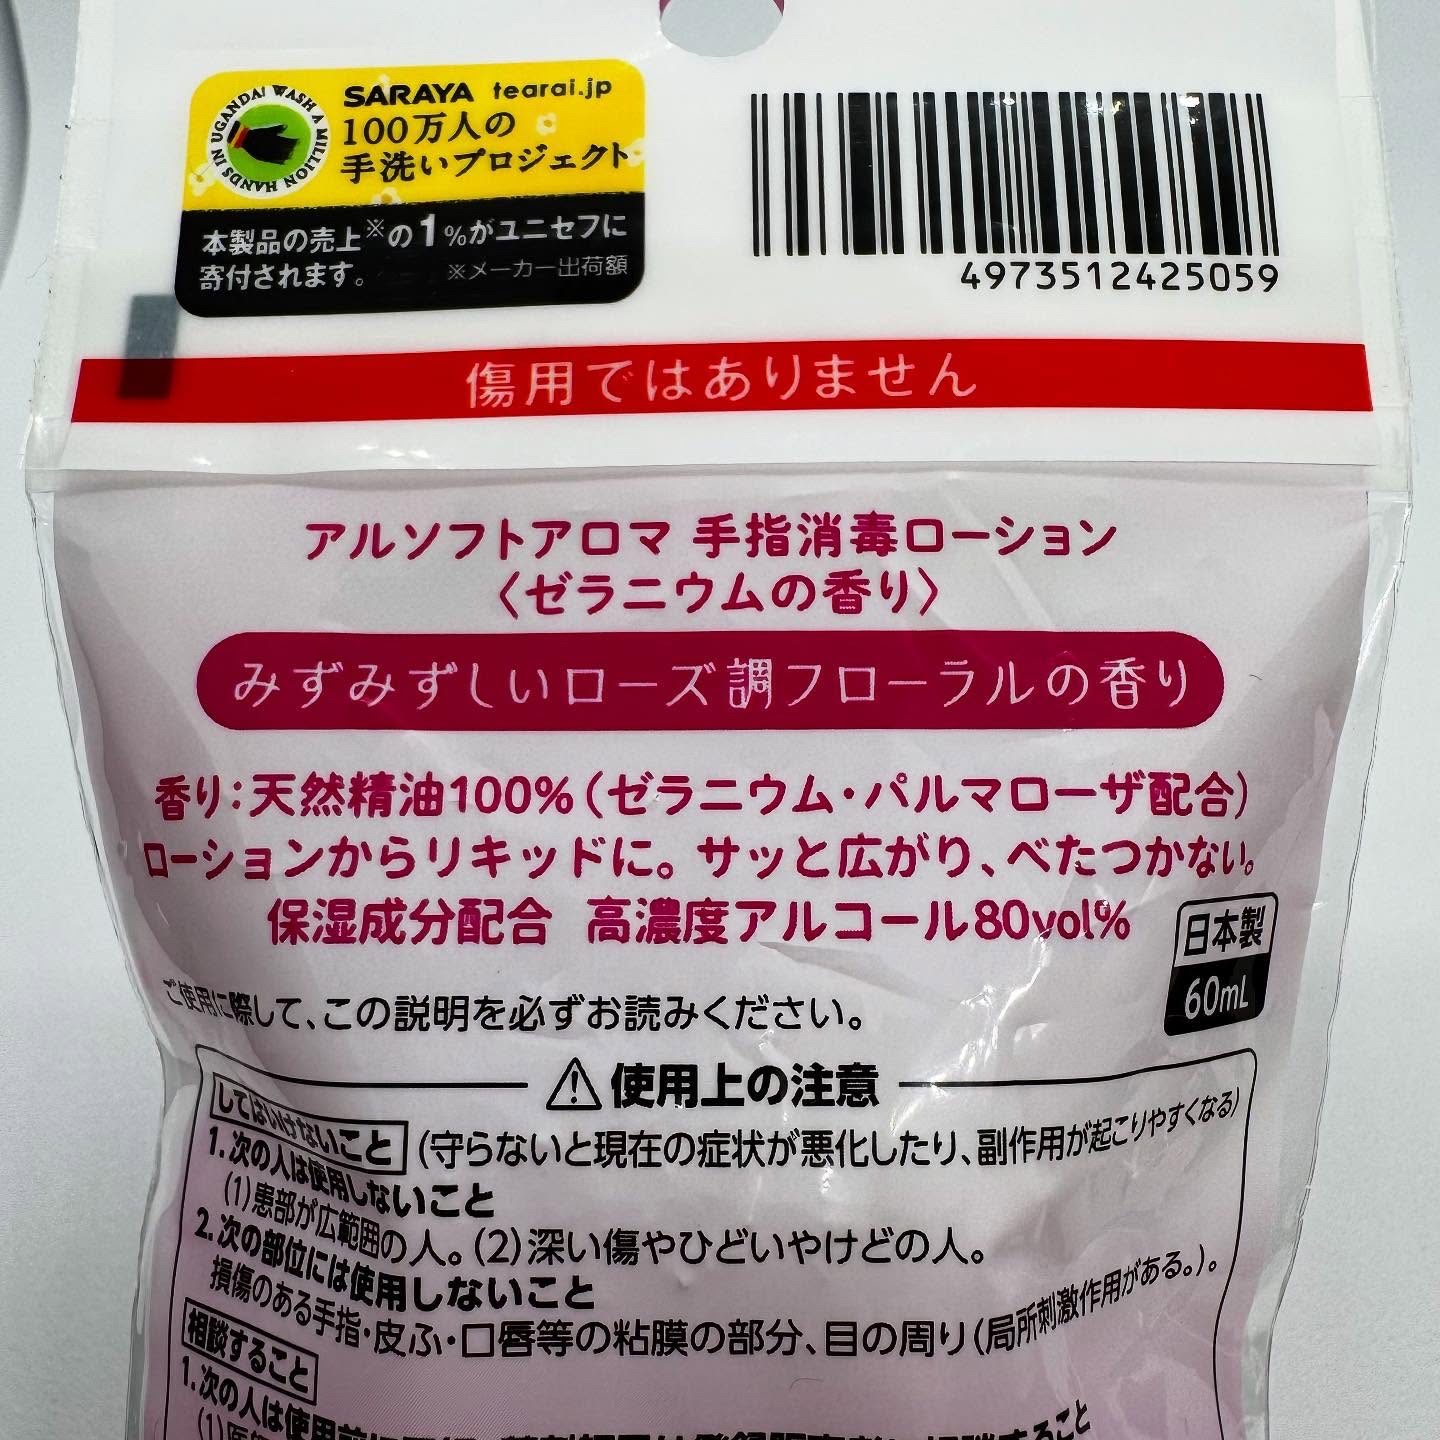 WASH A MILLION HANDS IN UGANDA!
SARAYA tearai.jp
100万人の
手洗いプロジェクト
本製品の売上※の1%がユニセフに
寄付されます。 ※メーカー出荷額
4973512425059
傷用ではありません
アルソフトアロマ 手指消毒ローション
〈ゼラニウムの香り〉
みずみずしいローズ調フローラルの香り
香り:天然精油100%(ゼラニウム・パルマローザ配合)
ローションからリキッドに。サッと広がり、べたつかない。
保湿成分配合 高濃度アルコール80vol%
日本製
60mL
ご使用に際して、この説明を必ずお読みください。
⚠使用上の注意
してはいけないこと (守らないと現在の症状が悪化したり、副作用が起こりやすくなる)
1.次の人は使用しないこと
(1)患部が広範囲の人。(2)深い傷やひどいやけどの人。
2.次の部位には使用しないこと
損傷のある手指・皮ふ・口唇等の粘膜の部分、目の周り(局所刺激作用がある。)。
相談すること
1.次の人は使用前に